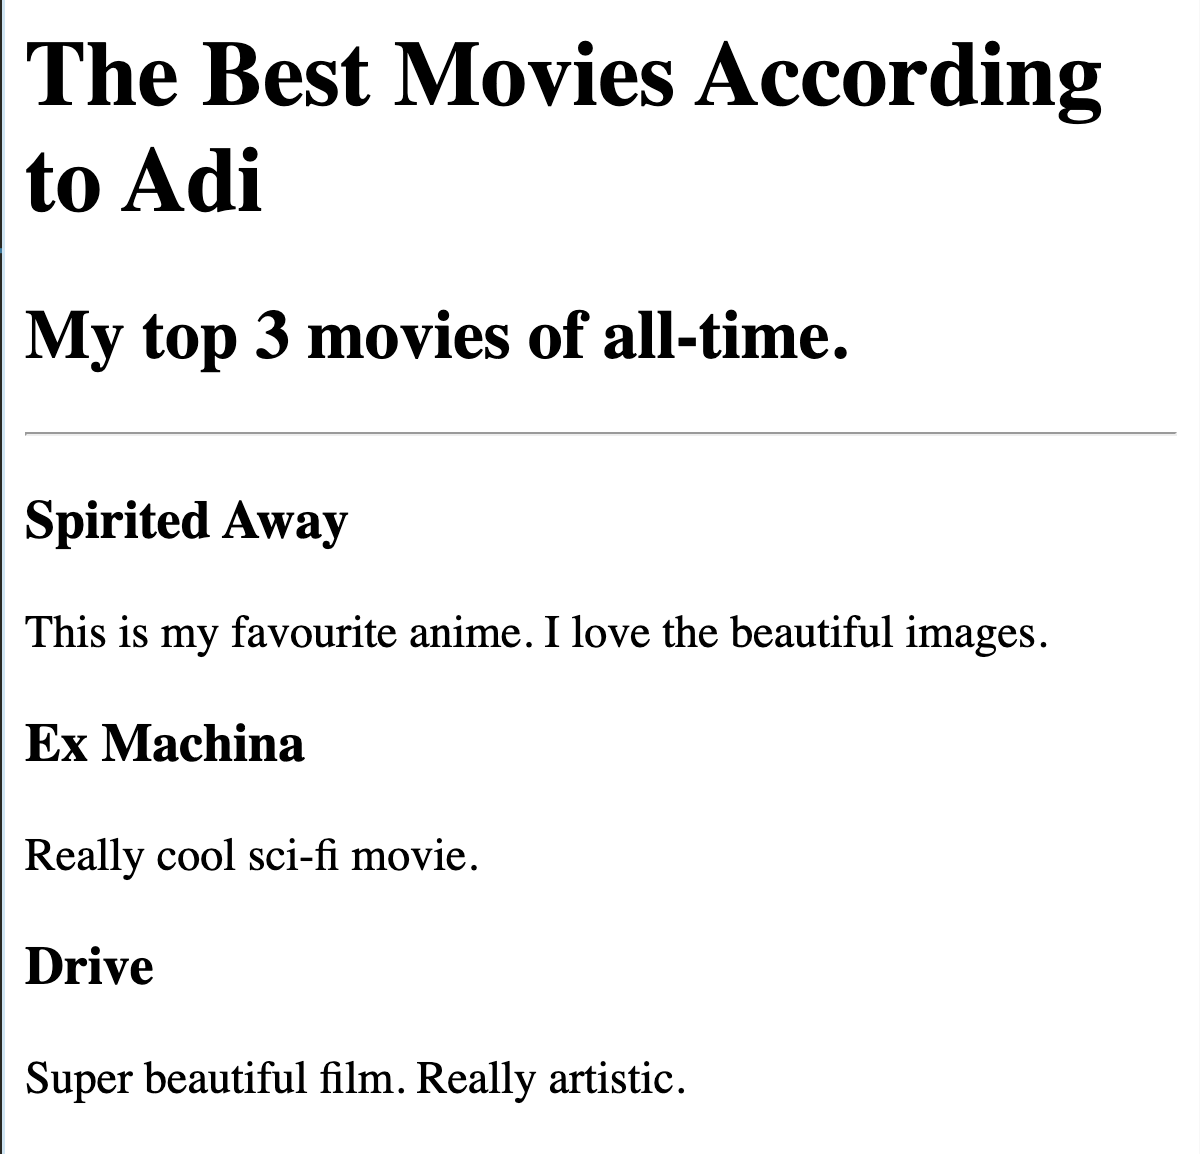 The Best Movies According
to Adi
My top 3 movies of all-time.
Spirited Away
This is my favourite anime. I love the beautiful images.
Ex Machina
Really cool sci-fi movie.
Drive
Super beautiful film. Really artistic.